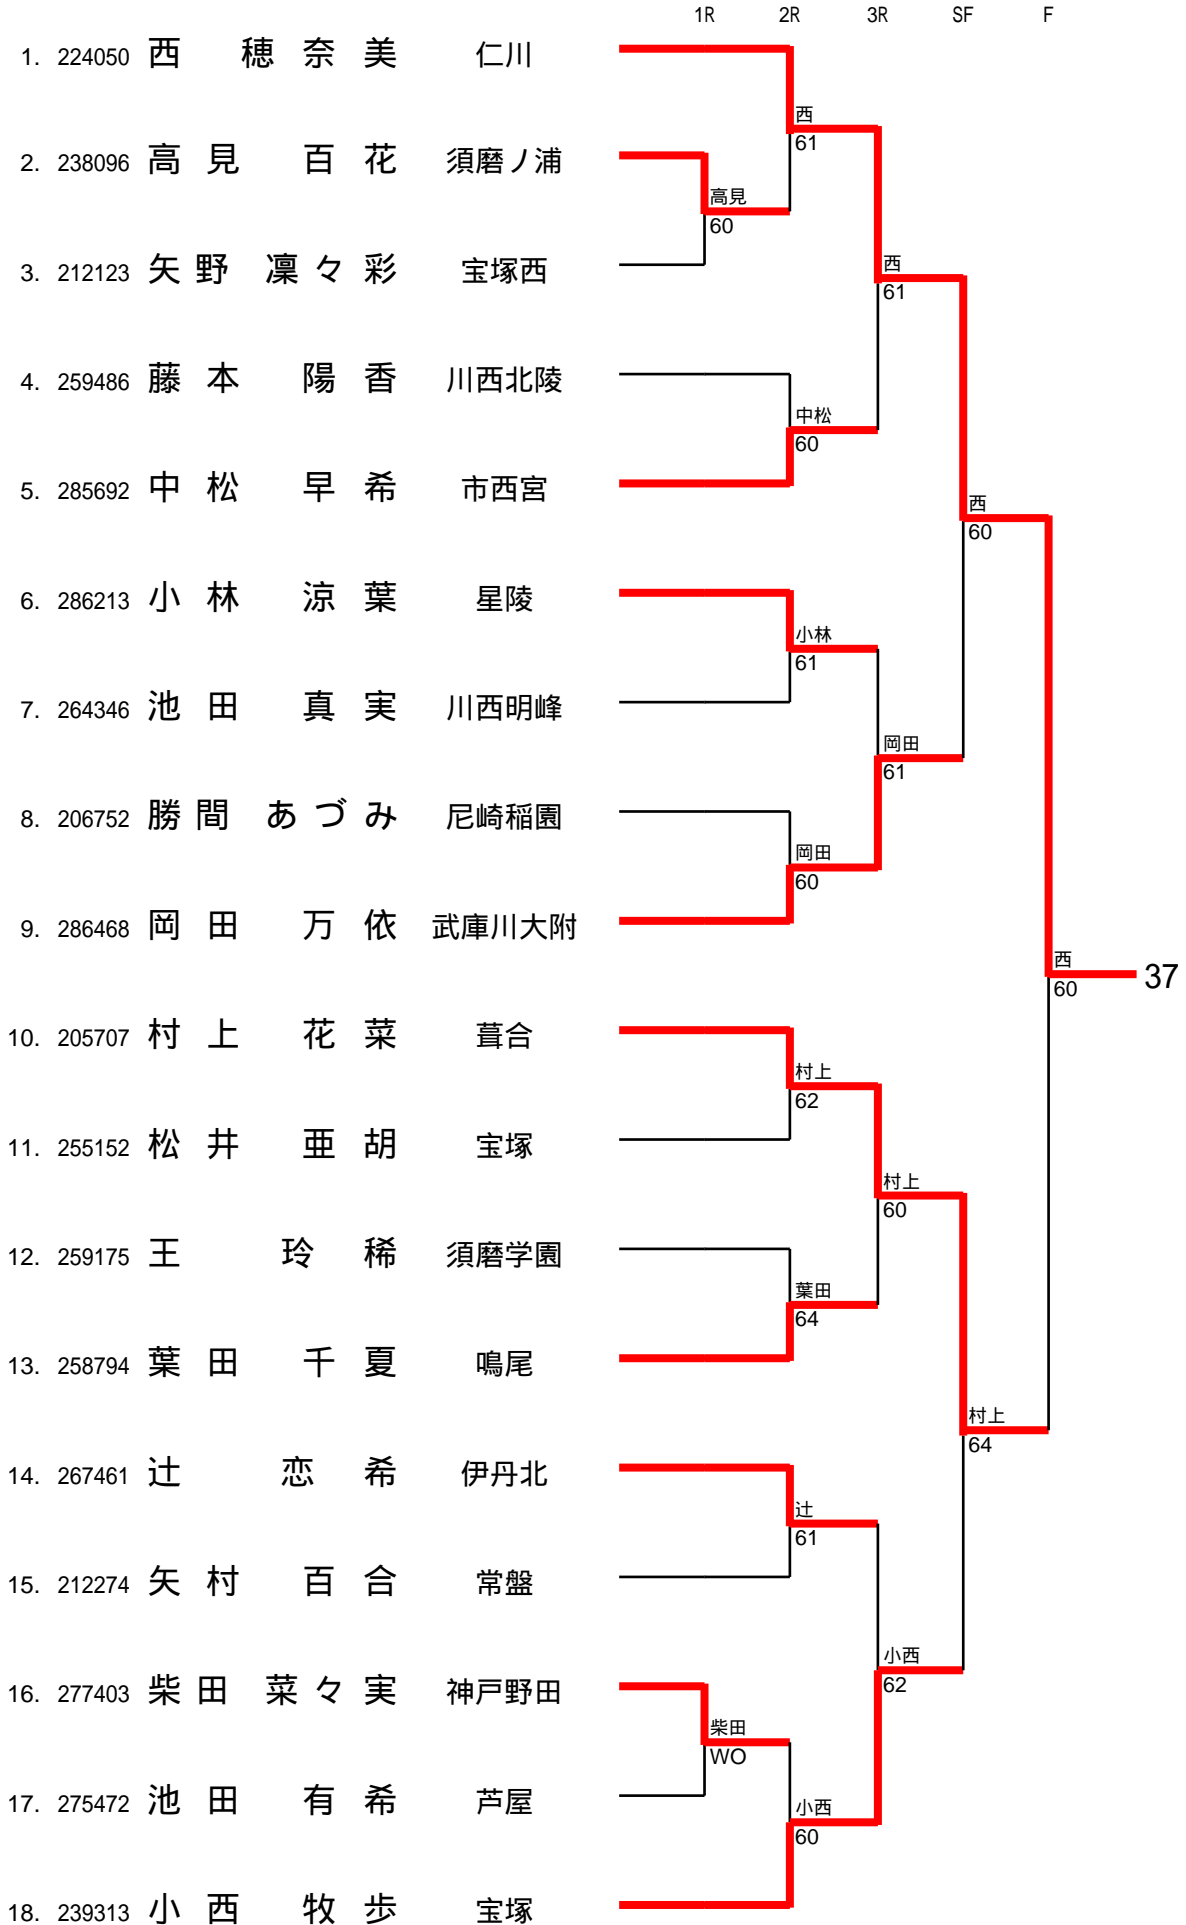 1R 2R 3R SF F
1. 224050 西 穂奈美 仁川
西
61
2. 238096 高見 百花 須磨ノ浦
高見
60
3. 212123 矢野 凜々彩 宝塚西
西
61
4. 259486 藤本 陽香 川西北陵
中松
60
5. 285692 中松 早希 市西宮
西
60
6. 286213 小林 涼葉 星陵
小林
61
7. 264346 池田 真実 川西明峰
岡田
61
8. 206752 勝間 あづみ 尼崎稲園
岡田
60
9. 286468 岡田 万依 武庫川大附
西
60
37
10. 205707 村上 花菜 葺合
村上
62
11. 255152 松井 亜胡 宝塚
村上
60
12. 259175 王 玲稀 須磨学園
葉田
64
13. 258794 葉田 千夏 鳴尾
村上
64
14. 267461 辻 恋希 伊丹北
辻
61
15. 212274 矢村 百合 常盤
小西
62
16. 277403 柴田 菜々実 神戸野田
柴田
WO
17. 275472 池田 有希 芦屋
小西
60
18. 239313 小西 牧歩 宝塚